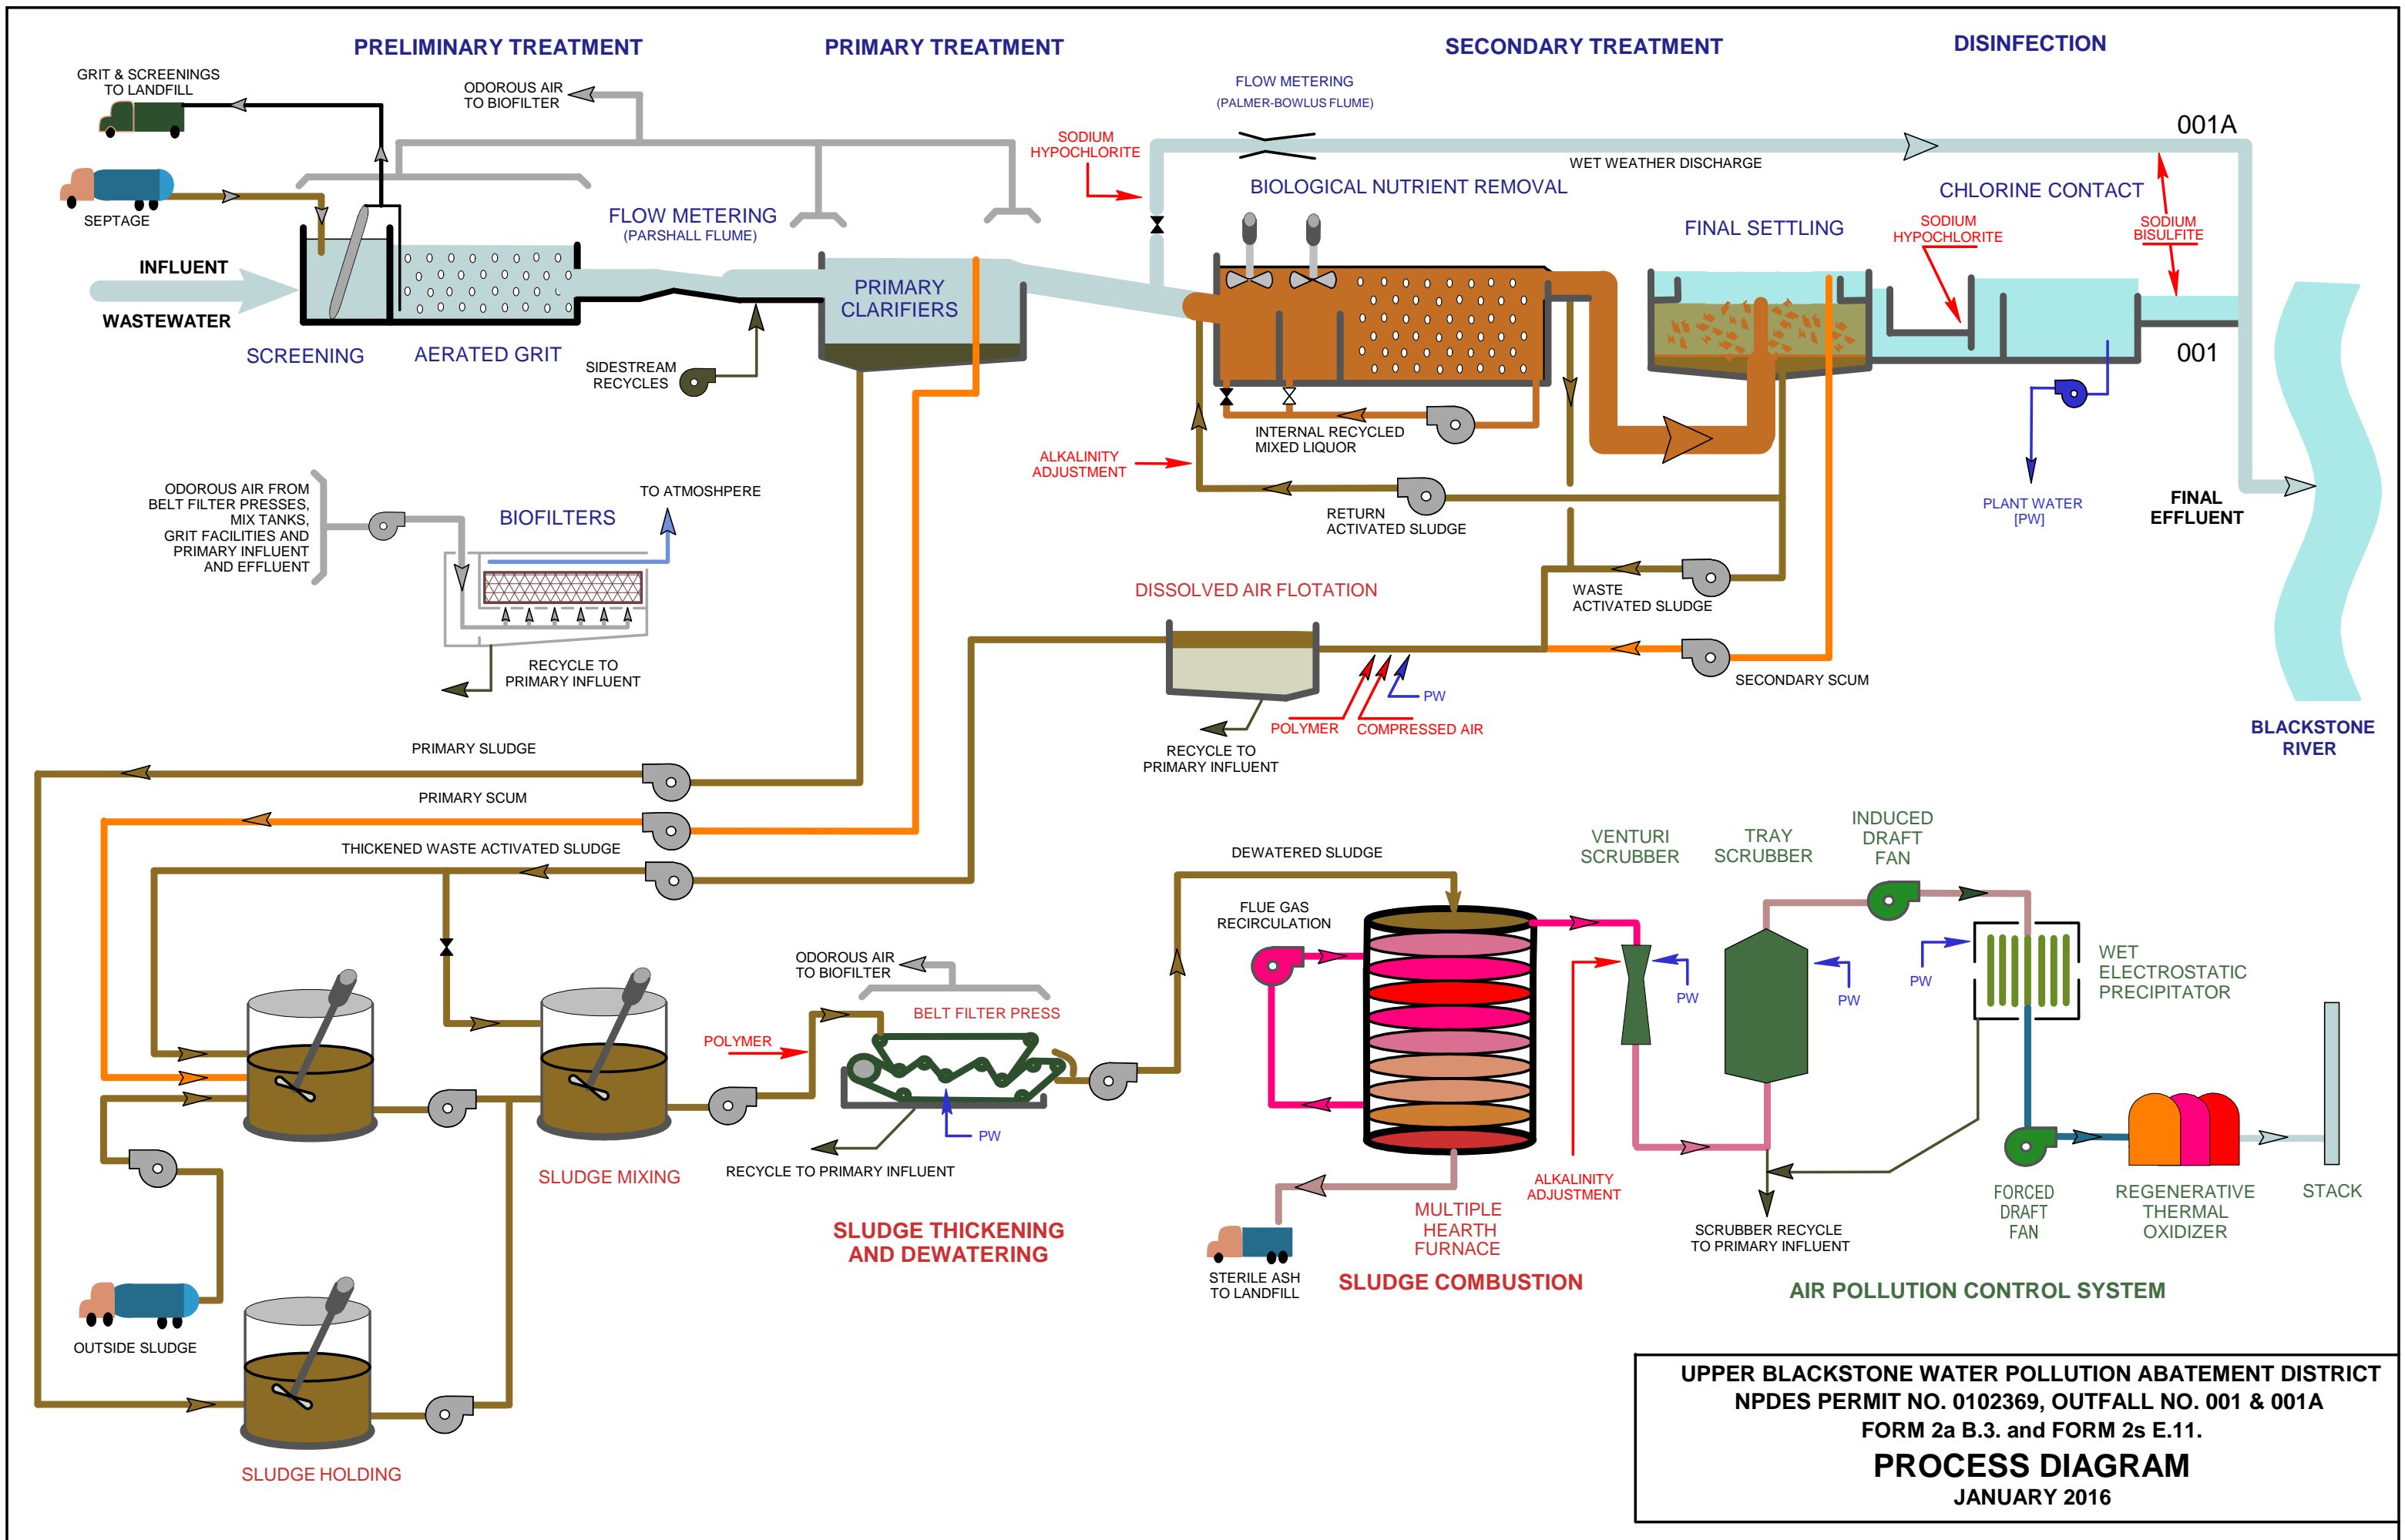 PRELIMINARY TREATMENT
PRIMARY TREATMENT
SECONDARY TREATMENT
DISINFECTION
GRIT & SCREENINGS
TO LANDFILL
ODOROUS AIR
TO BIOFILTER
FLOW METERING
(PALMER-BOWLUS FLUME)
SODIUM
HYPOCHLORITE
001A
WET WEATHER DISCHARGE
SEPTAGE
FLOW METERING
(PARSHALL FLUME)
BIOLOGICAL NUTRIENT REMOVAL
CHLORINE CONTACT
FINAL SETTLING
SODIUM
HYPOCHLORITE
SODIUM
BISULFITE
INFLUENT
WASTEWATER
PRIMARY
CLARIFIERS
SCREENING
AERATED GRIT
SIDESTREAM
RECYCLES
001
INTERNAL RECYCLED
MIXED LIQUOR
ALKALINITY
ADJUSTMENT
RETURN
ACTIVATED SLUDGE
PLANT WATER
[PW]
FINAL
EFFLUENT
ODOROUS AIR FROM
BELT FILTER PRESSES,
MIX TANKS,
GRIT FACILITIES AND
PRIMARY INFLUENT
AND EFFLUENT
BIOFILTERS
TO ATMOSHPERE
RECYCLE TO
PRIMARY INFLUENT
DISSOLVED AIR FLOTATION
WASTE
ACTIVATED SLUDGE
SECONDARY SCUM
PW
POLYMER
COMPRESSED AIR
RECYCLE TO
PRIMARY INFLUENT
BLACKSTONE
RIVER
PRIMARY SLUDGE
PRIMARY SCUM
THICKENED WASTE ACTIVATED SLUDGE
DEWATERED SLUDGE
FLUE GAS
RECIRCULATION
VENTURI
SCRUBBER
TRAY
SCRUBBER
INDUCED
DRAFT
FAN
ODOROUS AIR
TO BIOFILTER
BELT FILTER PRESS
POLYMER
PW
PW
PW
PW
WET
ELECTROSTATIC
PRECIPITATOR
RECYCLE TO PRIMARY INFLUENT
SLUDGE MIXING
SLUDGE THICKENING
AND DEWATERING
ALKALINITY
ADJUSTMENT
MULTIPLE
HEARTH
FURNACE
STERILE ASH
TO LANDFILL
SLUDGE COMBUSTION
SCRUBBER RECYCLE
TO PRIMARY INFLUENT
FORCED
DRAFT
FAN
REGENERATIVE
THERMAL
OXIDIZER
STACK
AIR POLLUTION CONTROL SYSTEM
OUTSIDE SLUDGE
SLUDGE HOLDING
UPPER BLACKSTONE WATER POLLUTION ABATEMENT DISTRICT
NPDES PERMIT NO. 0102369, OUTFALL NO. 001 & 001A
FORM 2a B.3. and FORM 2s E.11.
PROCESS DIAGRAM
JANUARY 2016